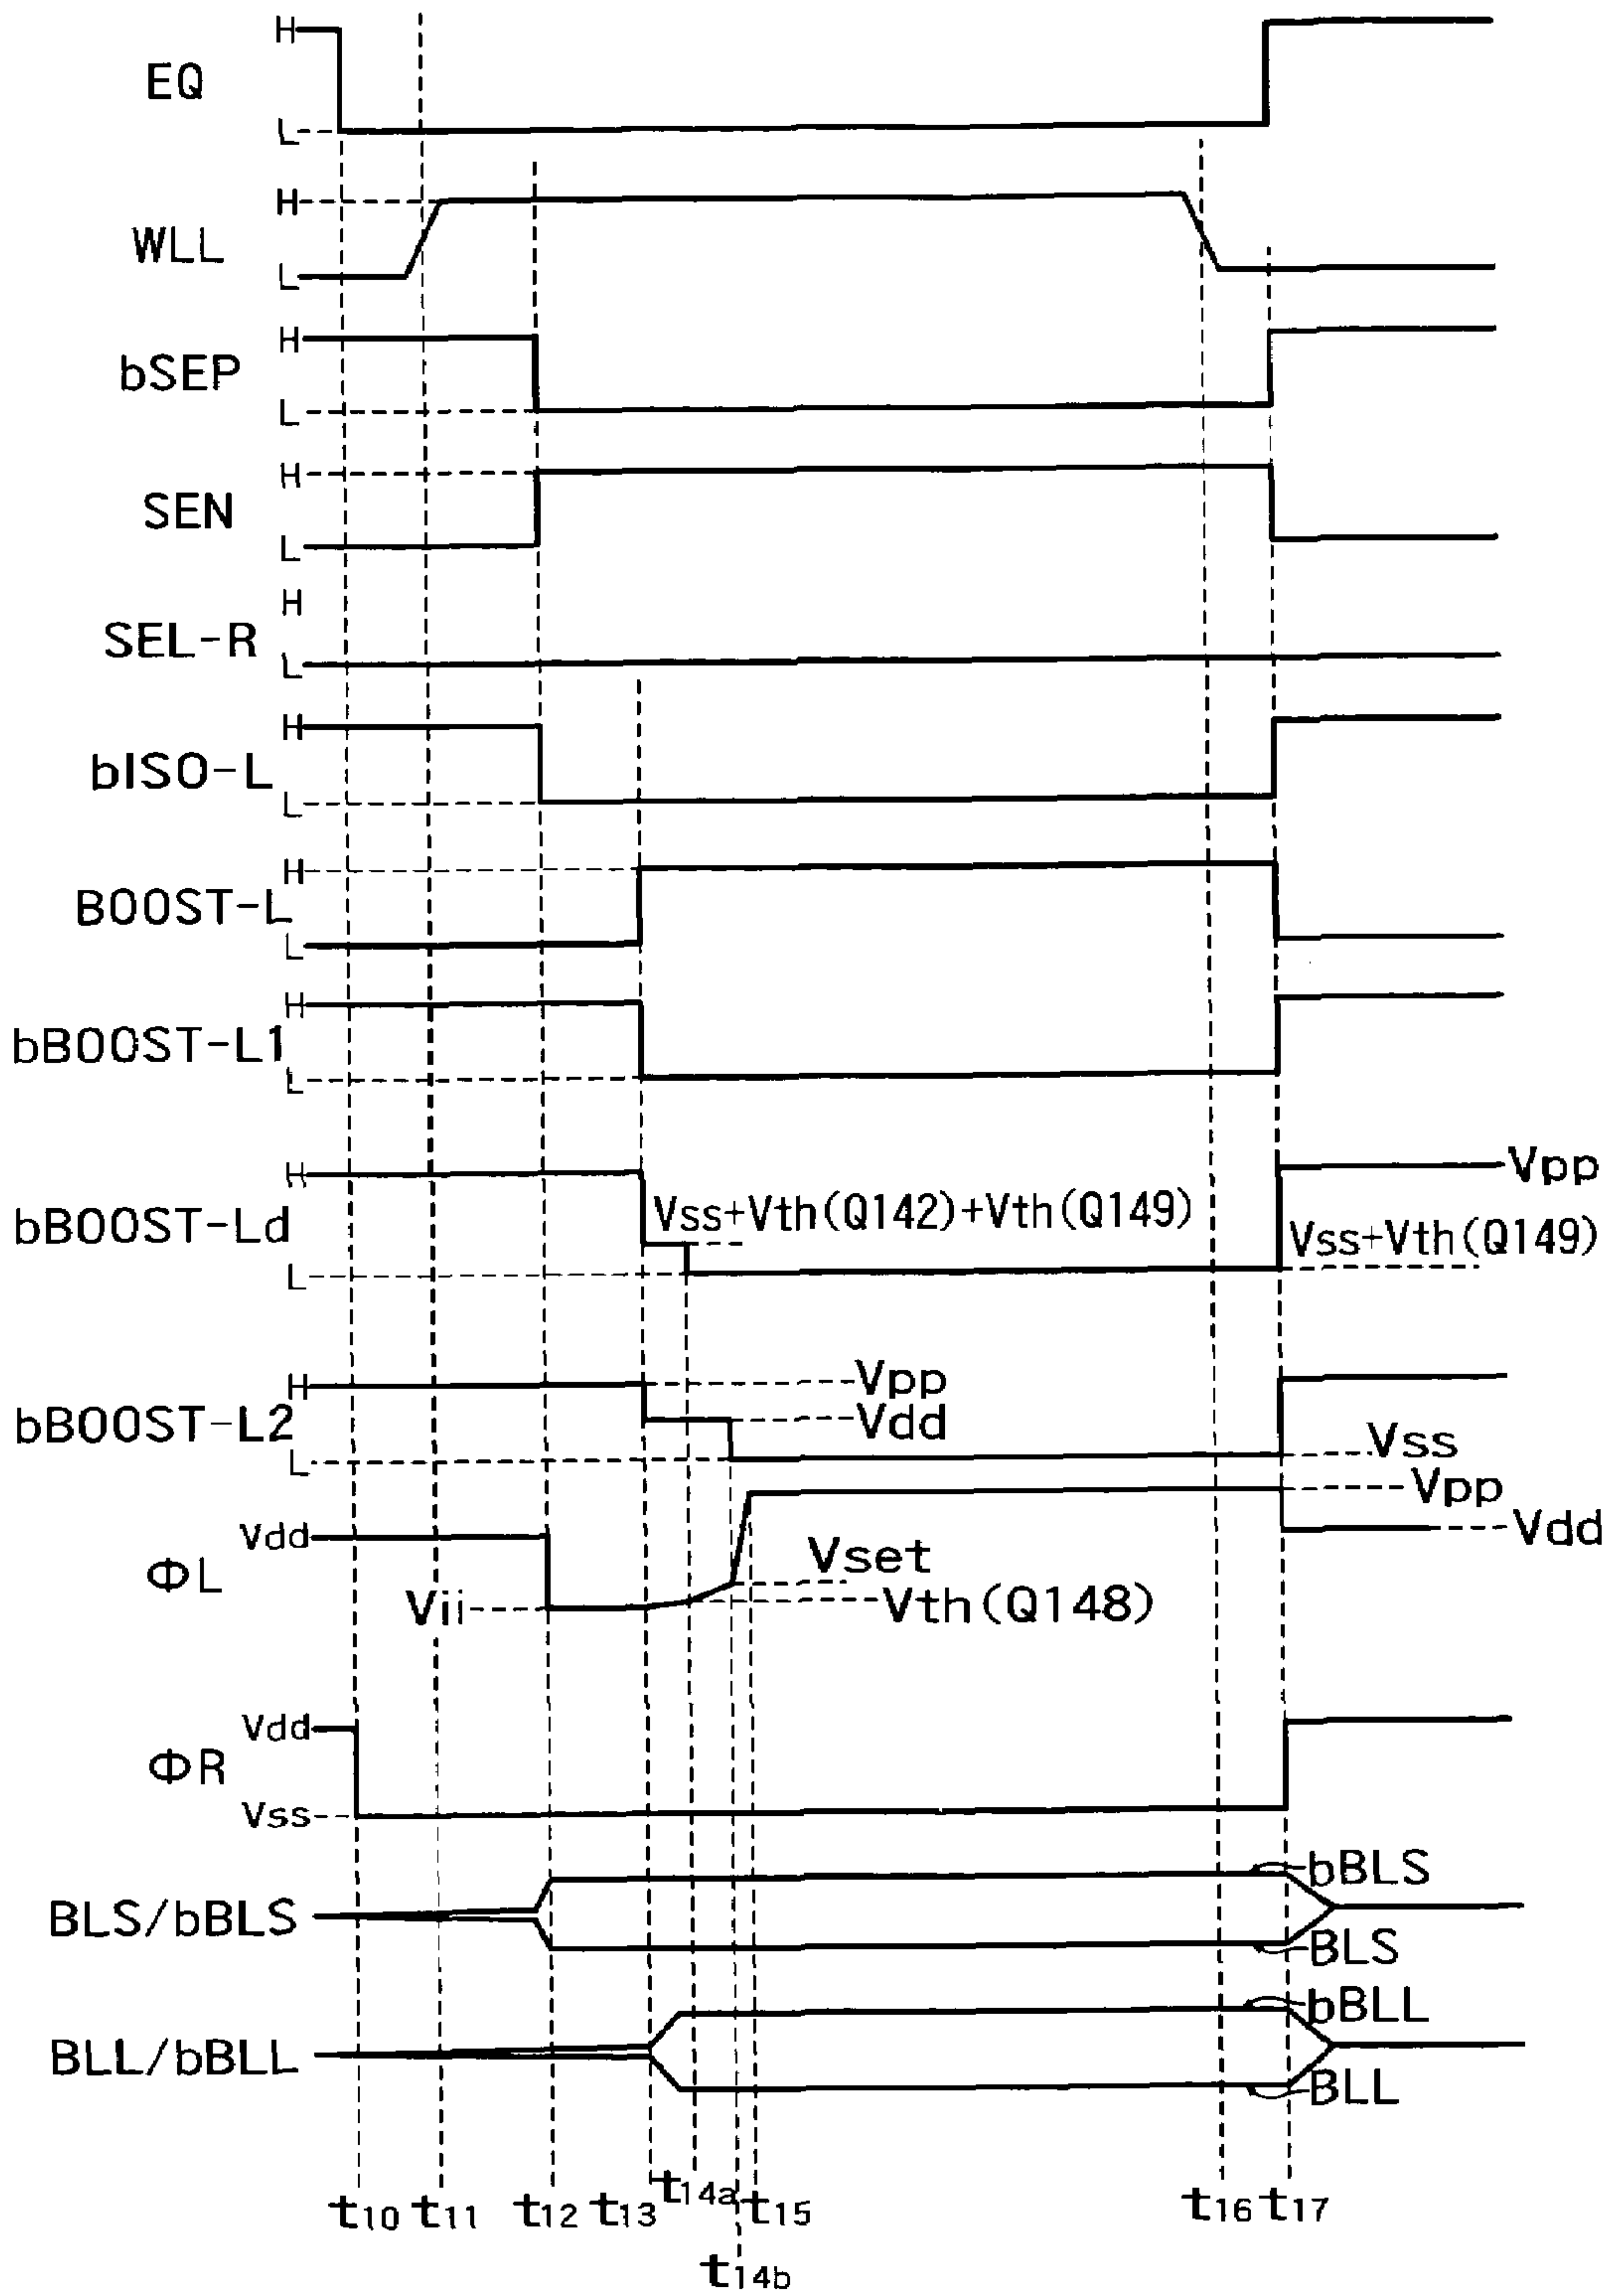 H
EQ
L
H
WLL
L
H
bSEP
L
H
SEN
L
H
SEL-R
L
H
bISO-L
L
H
BOOST-L
L
H
bBOOST-L1
L
H
Vpp
bBOOST-Ld
Vss+Vth(Q142)+Vth(Q149)
Vss+Vth(Q149)
L
H
Vpp
bBOOST-L2
Vdd
L
Vss
Vpp
Vdd
Vdd
ΦL
Vset
Vii
Vth(Q148)
Vdd
ΦR
Vss
bBLS
BLS/bBLS
BLS
bBLL
BLL/bBLL
BLL
t10 t11 t12 t13 t14a t15 t16 t17
t14b